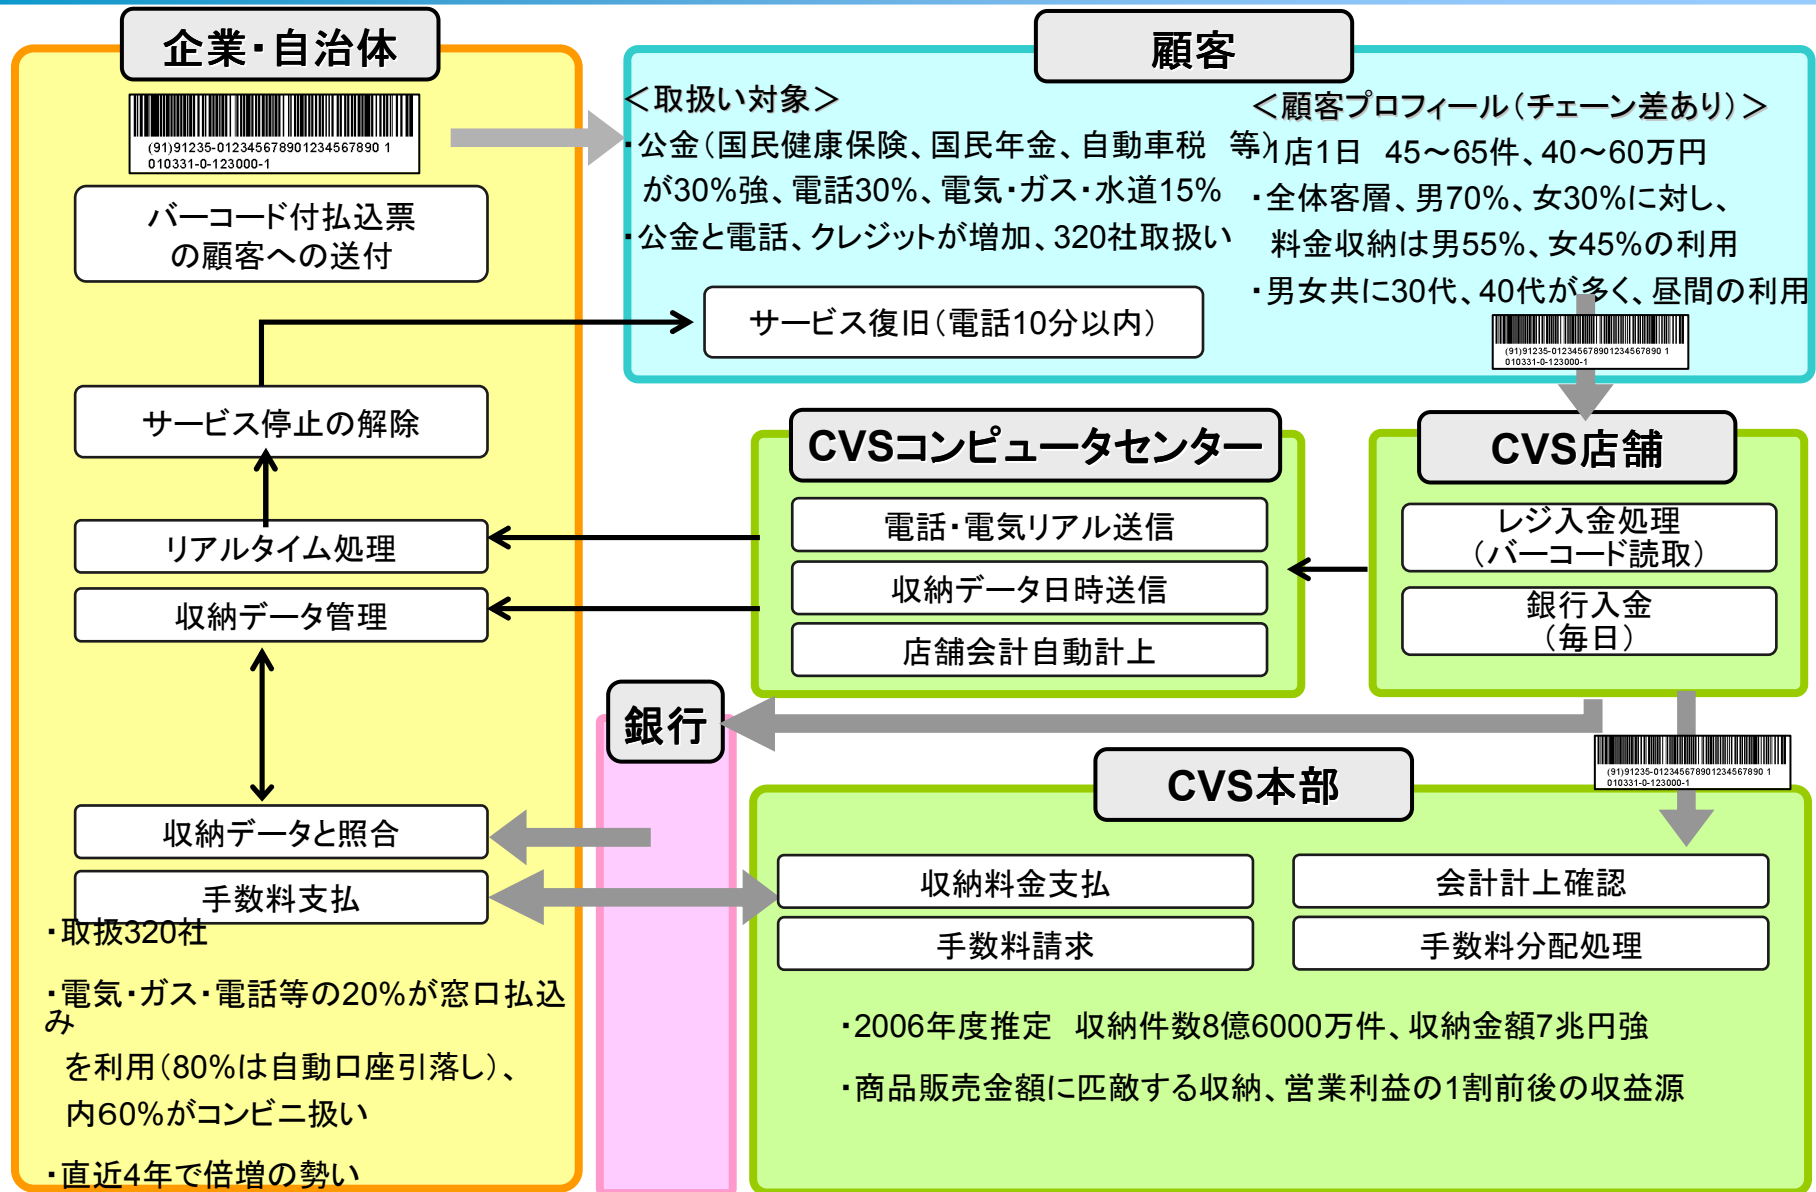 企業・自治体
(91)91235-012345678901234567890 1
010331-0-123000-1
バーコード付払込票
の顧客への送付
サービス停止の解除
リアルタイム処理
収納データ管理
収納データと照合
手数料支払
・取扱320社
・電気・ガス・電話等の20%が窓口払込
み
を利用（80%は自動口座引落し）、
内60%がコンビニ扱い
・直近4年で倍増の勢い
顧客
＜取扱い対象＞
・公金（国民健康保険、国民年金、自動車税　等）
が30%強、電話30%、電気・ガス・水道15%
・公金と電話、クレジットが増加、320社取扱い
サービス復旧（電話10分以内）
＜顧客プロフィール（チェーン差あり）＞
・1店1日　45～65件、40～60万円
・全体客層、男70%、女30%に対し、
料金収納は男55%、女45%の利用
・男女共に30代、40代が多く、昼間の利用
(91)91235-012345678901234567890 1
010331-0-123000-1
CVSコンピュータセンター
電話・電気リアル送信
収納データ日時送信
店舗会計自動計上
CVS店舗
レジ入金処理
（バーコード読取）
銀行入金
（毎日）
銀行
(91)91235-012345678901234567890 1
010331-0-123000-1
CVS本部
収納料金支払
会計計上確認
手数料請求
手数料分配処理
・2006年度推定　収納件数8億6000万件、収納金額7兆円強
・商品販売金額に匹敵する収納、営業利益の1割前後の収益源